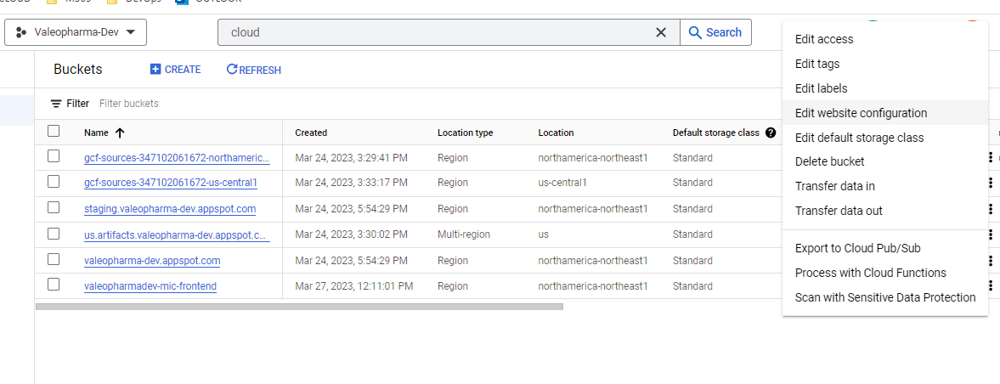 DevOps
OUTLOOK
Valeopharma-Dev
cloud
Search
Buckets
CREATE
REFRESH
Filter Filter buckets
Name Created Location type Location Default storage class
gcf-sources-347102061672-northameric... Mar 24, 2023, 3:29:41 PM Region northamerica-northeast1 Standard
gcf-sources-347102061672-us-central1 Mar 24, 2023, 3:33:17 PM Region us-central1 Standard
staging.valeopharma-dev.appspot.com Mar 24, 2023, 5:54:29 PM Region northamerica-northeast1 Standard
us.artifacts.valeopharma-dev.appspot.c... Mar 24, 2023, 3:30:02 PM Multi-region us Standard
valeopharma-dev.appspot.com Mar 24, 2023, 5:54:29 PM Region northamerica-northeast1 Standard
valeopharmadev-mic-frontend Mar 27, 2023, 12:11:01 PM Region northamerica-northeast1 Standard
Edit access
Edit tags
Edit labels
Edit website configuration
Edit default storage class
Delete bucket
Transfer data in
Transfer data out
Export to Cloud Pub/Sub
Process with Cloud Functions
Scan with Sensitive Data Protection